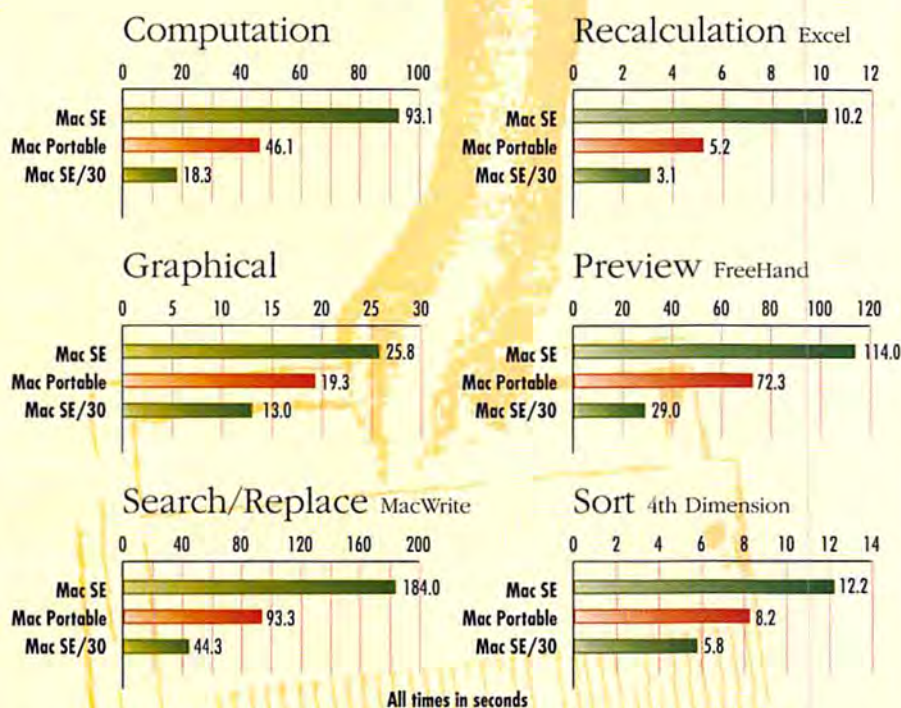 Computation
0 20 40 60 80 100
Mac SE 93.1
Mac Portable 46.1
Mac SE/30 18.3
Recalculation Excel
0 2 4 6 8 10 12
Mac SE 10.2
Mac Portable 5.2
Mac SE/30 3.1
Graphical
0 5 10 15 20 25 30
Mac SE 25.8
Mac Portable 19.3
Mac SE/30 13.0
Preview FreeHand
0 20 40 60 80 100 120
Mac SE 114.0
Mac Portable 72.3
Mac SE/30 29.0
Search/Replace MacWrite
0 40 80 120 160 200
Mac SE 184.0
Mac Portable 93.3
Mac SE/30 44.3
Sort 4th Dimension
0 2 4 6 8 10 12 14
Mac SE 12.2
Mac Portable 8.2
Mac SE/30 5.8
All times in seconds